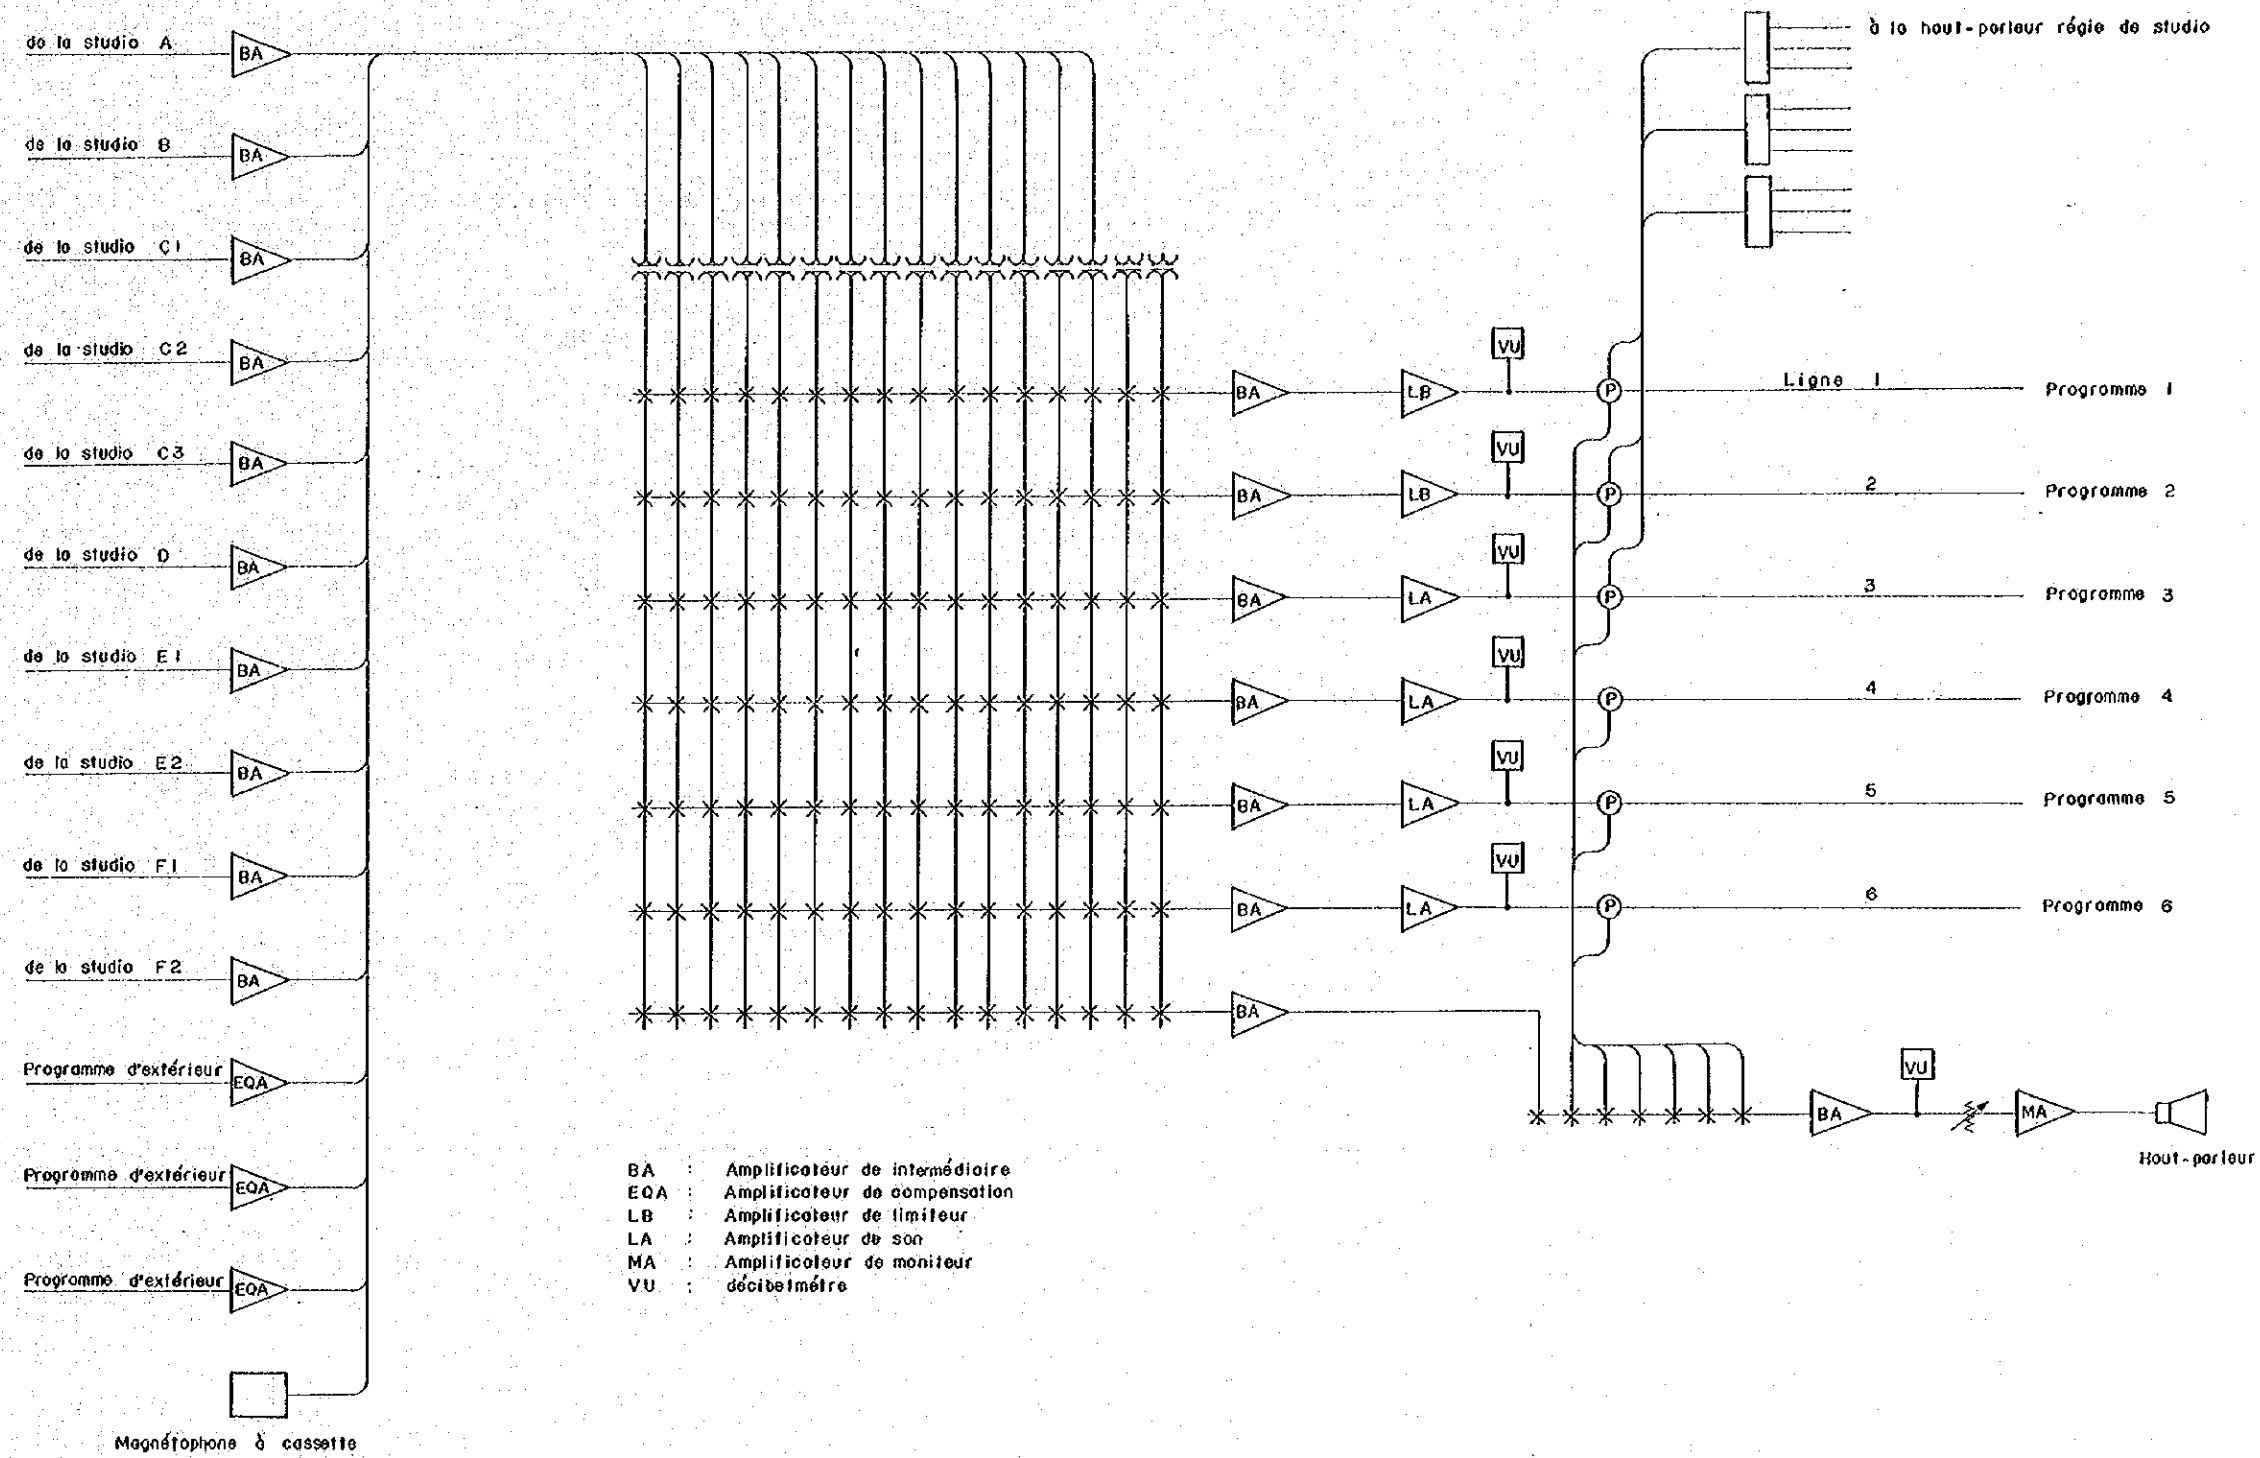 de la studio A
BA
de la studio B
BA
de la studio C1
BA
de la studio C2
BA
de la studio C3
BA
de la studio D
BA
de la studio E1
BA
de la studio E2
BA
de la studio F1
BA
de la studio F2
BA
Programme d'extérieur
EQA
Programme d'extérieur
EQA
Programme d'extérieur
EQA
Magnétophone à cassette
à la hout-parleur régie de studio
BA LB VU P Ligne 1 Programme 1
BA LB VU P 2 Programme 2
BA LA VU P 3 Programme 3
BA LA VU P 4 Programme 4
BA LA VU P 5 Programme 5
BA LA VU P 6 Programme 6
BA
BA VU MA
Hout-parleur
BA : Amplificateur de intermédiaire
EQA : Amplificateur de compensation
LB : Amplificateur de limiteur
LA : Amplificateur de son
MA : Amplificateur de moniteur
VU : décibelmétre